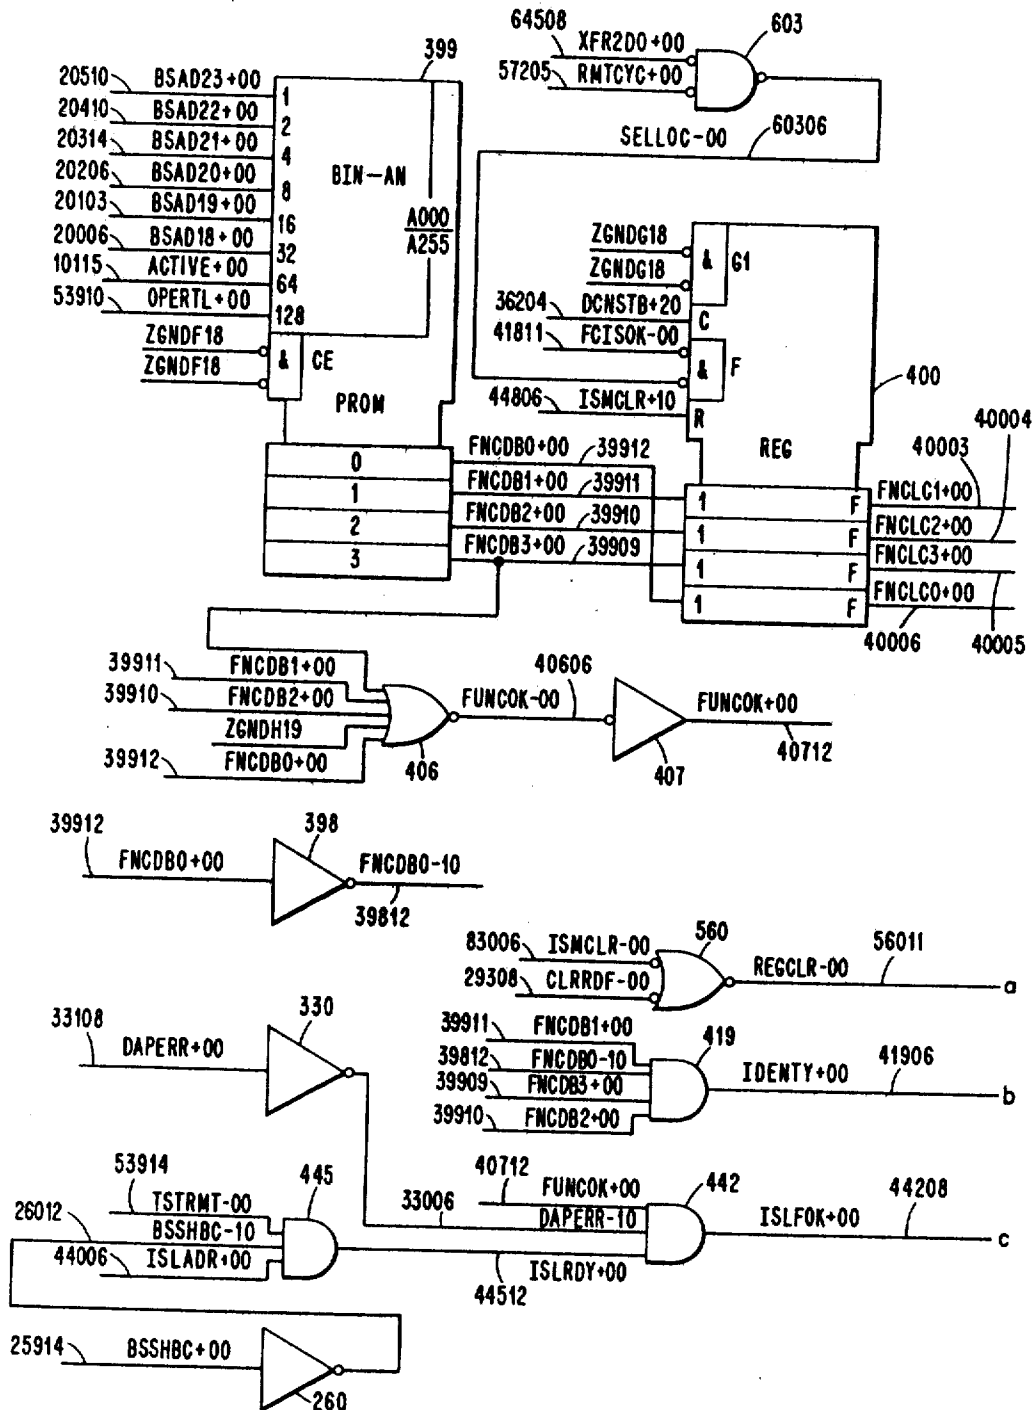 64508 XFR2D0+00 603
57205 RMTCYC+00
SELLOC-00 60306
399
20510 BSAD23+00 1
20410 BSAD22+00 2
20314 BSAD21+00 4
20206 BSAD20+00 8
20103 BSAD19+00 16
20006 BSAD18+00 32
10115 ACTIVE+00 64
53910 OPERTL+00 128
BIN-AN
A000
A255
ZGNDF18
ZGNDF18
& CE
PROM
0
1
2
3
ZGNDG18
ZGNDG18
& G1
36204 DCNSTB+20 C
41811 FCISOK-00
& F
44806 ISMCLR+10 R
REG
400
FNCDB0+00 39912
FNCDB1+00 39911
FNCDB2+00 39910
FNCDB3+00 39909
1 F FNCLC1+00 40003
1 F FNCLC2+00 40004
1 F FNCLC3+00 40005
1 F FNCLC0+00 40006
39911 FNCDB1+00
39910 FNCDB2+00
ZGNDH19
39912 FNCDB0+00
406
FUNCOK-00 40606
407
FUNCOK+00 40712
39912 FNCDB0+00 398 FNCDB0-10 39812
83006 ISMCLR-00
29308 CLRRDF-00
560 REGCLR-00 56011 a
33108 DAPERR+00 330
39911 FNCDB1+00
39812 FNCDB0-10
39909 FNCDB3+00
39910 FNCDB2+00
419 IDENTY+00 41906 b
53914 TSTRMT-00
26012 BSSHBC-10
44006 ISLADR+00
445
40712 FUNCOK+00
33006 DAPERR-10
44512 ISLRDY+00
442 ISLFOK+00 44208 c
25914 BSSHBC+00 260